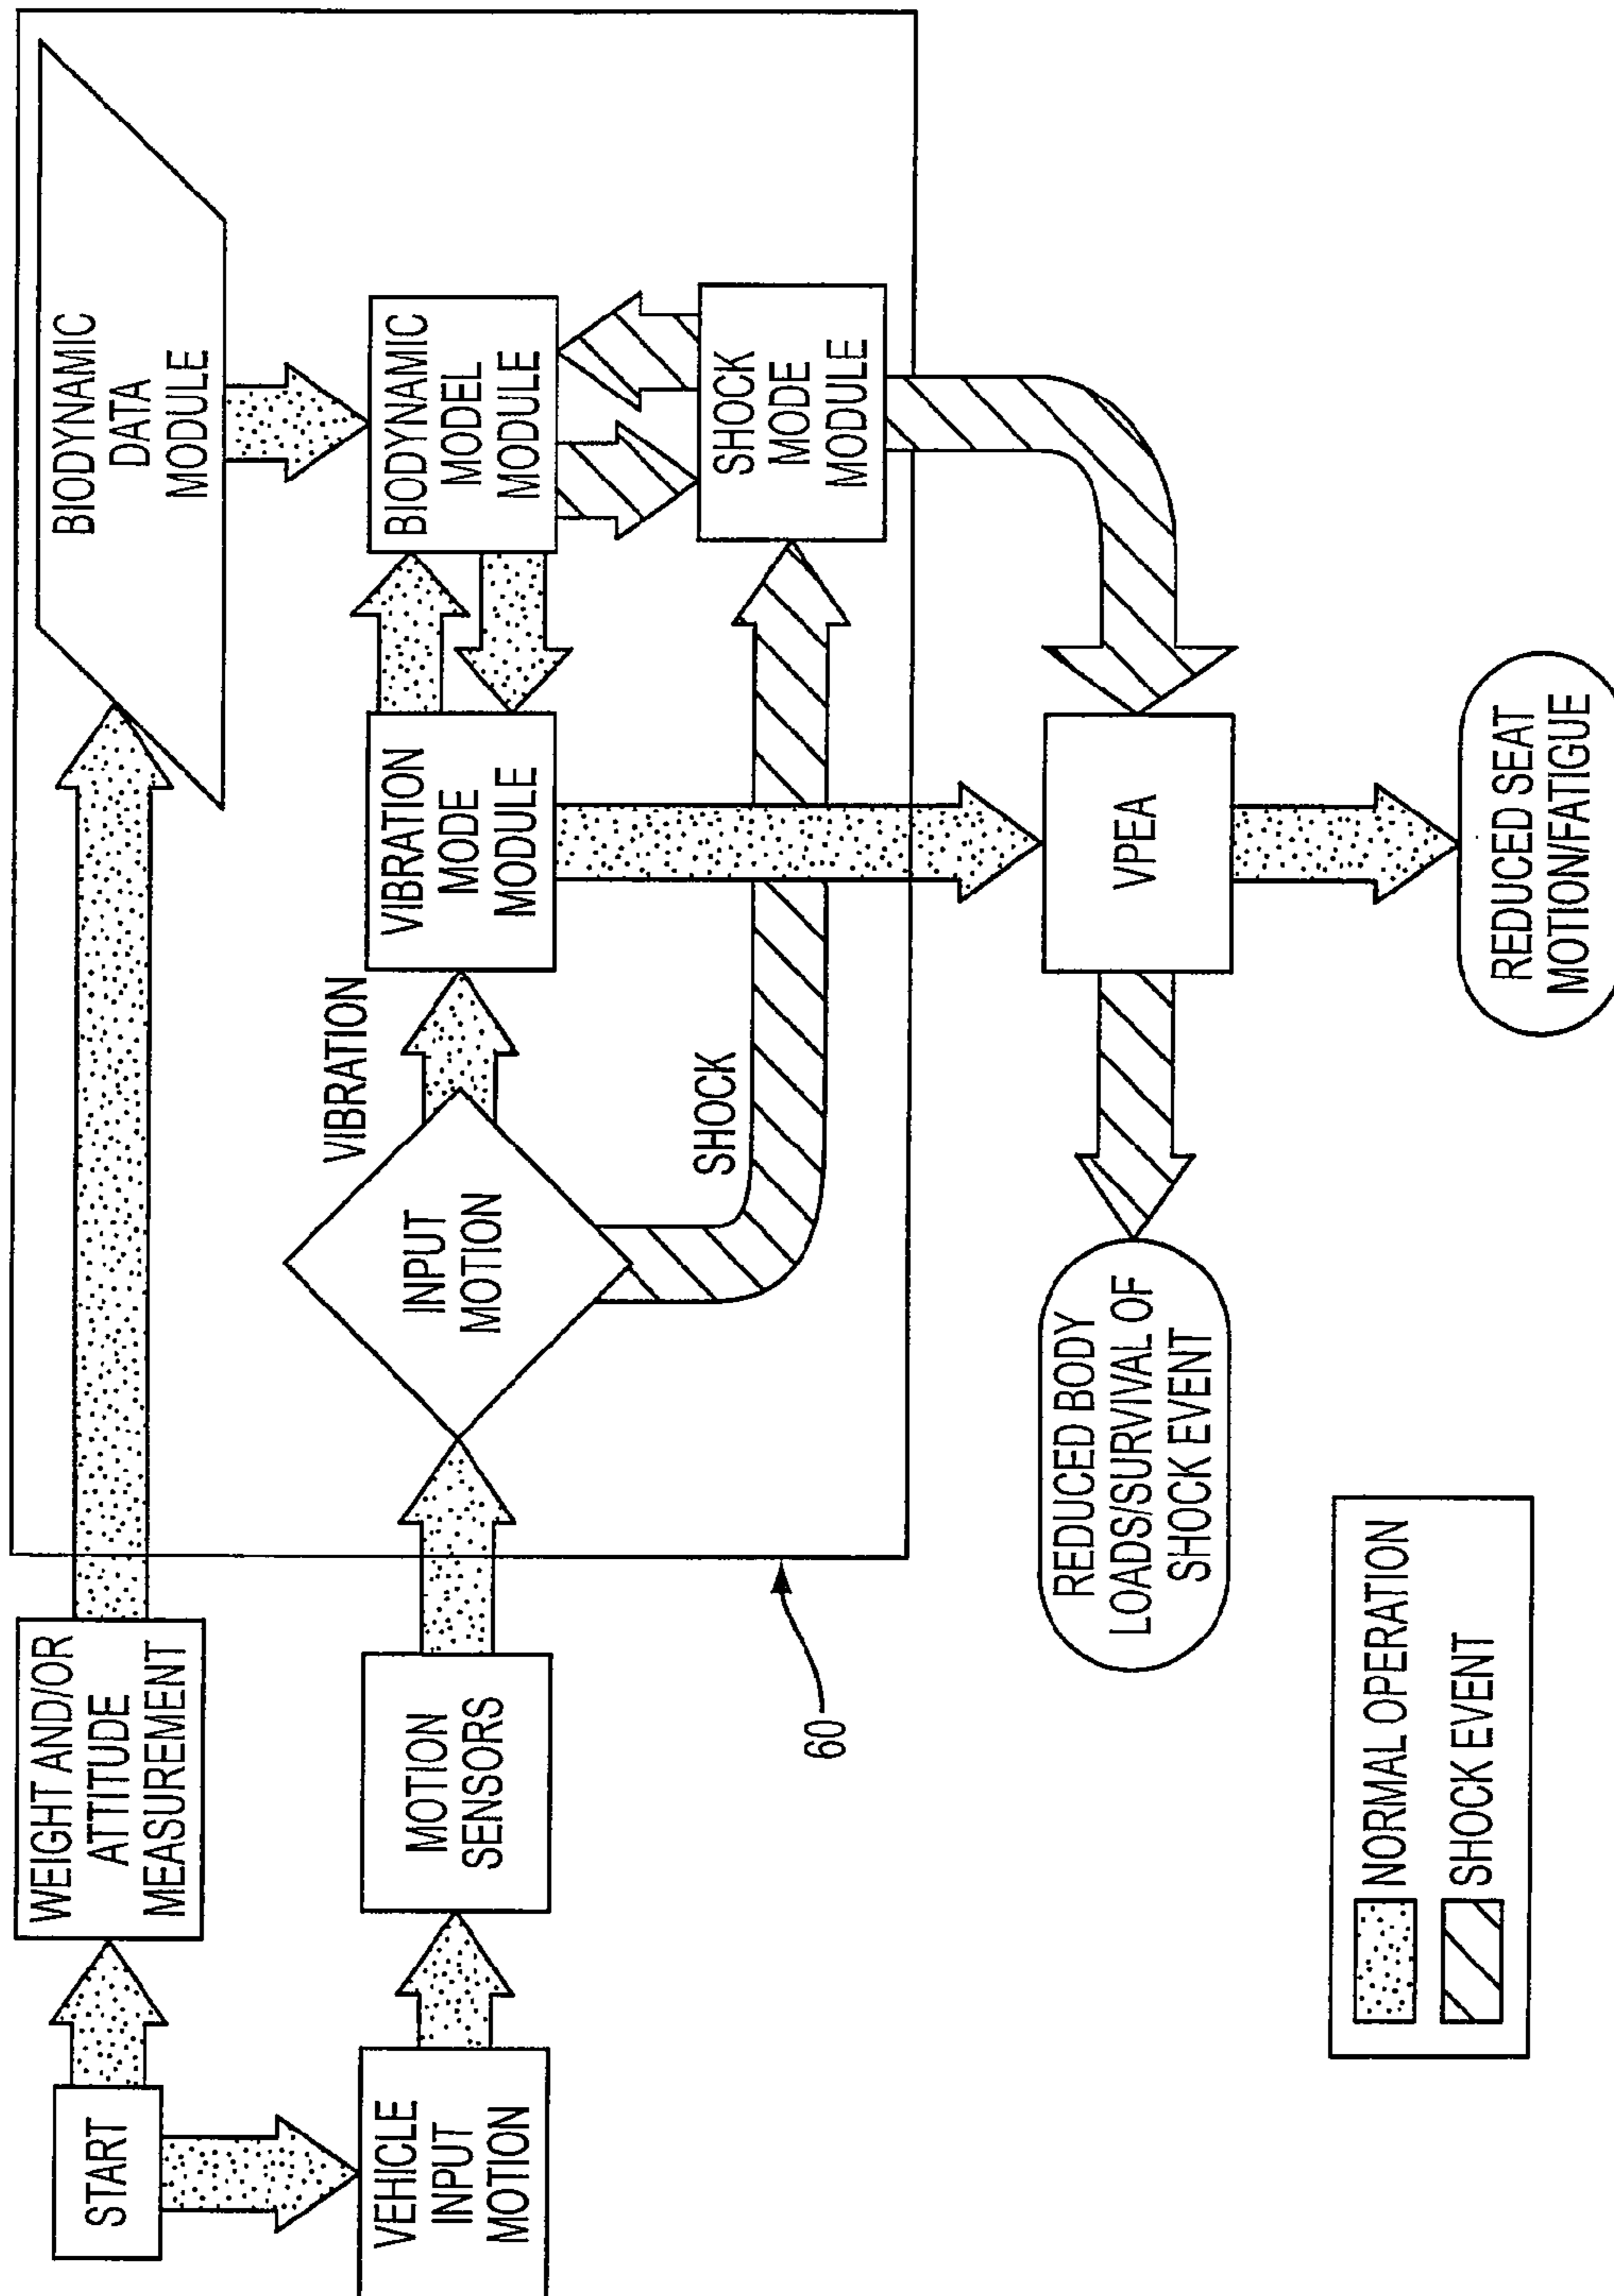 START
WEIGHT AND/OR
ATTITUDE
MEASUREMENT
BIODYNAMIC
DATA
MODULE
VEHICLE
INPUT
MOTION
MOTION
SENSORS
INPUT
MOTION
VIBRATION
VIBRATION
MODE
MODULE
BIODYNAMIC
MODEL
MODULE
SHOCK
SHOCK
MODE
MODULE
60
REDUCED BODY
LOADS/SURVIVAL OF
SHOCK EVENT
VPEA
REDUCED SEAT
MOTION/FATIGUE
NORMAL OPERATION
SHOCK EVENT